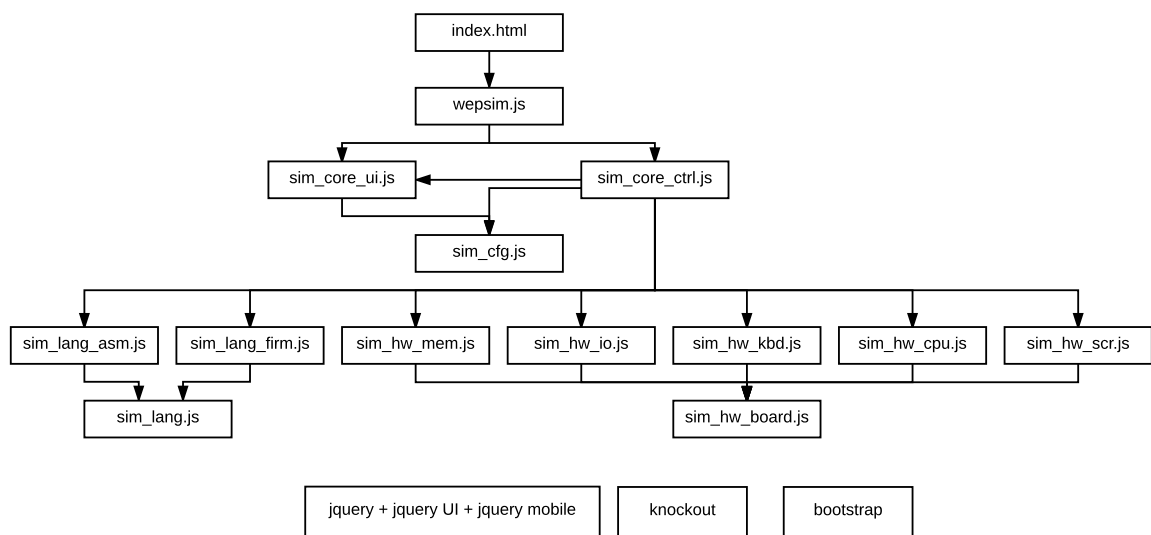 index.html
wepsim.js
sim_core_ui.js
sim_core_ctrl.js
sim_cfg.js
sim_lang_asm.js
sim_lang_firm.js
sim_hw_mem.js
sim_hw_io.js
sim_hw_kbd.js
sim_hw_cpu.js
sim_hw_scr.js
sim_lang.js
sim_hw_board.js
jquery + jquery UI + jquery mobile
knockout
bootstrap